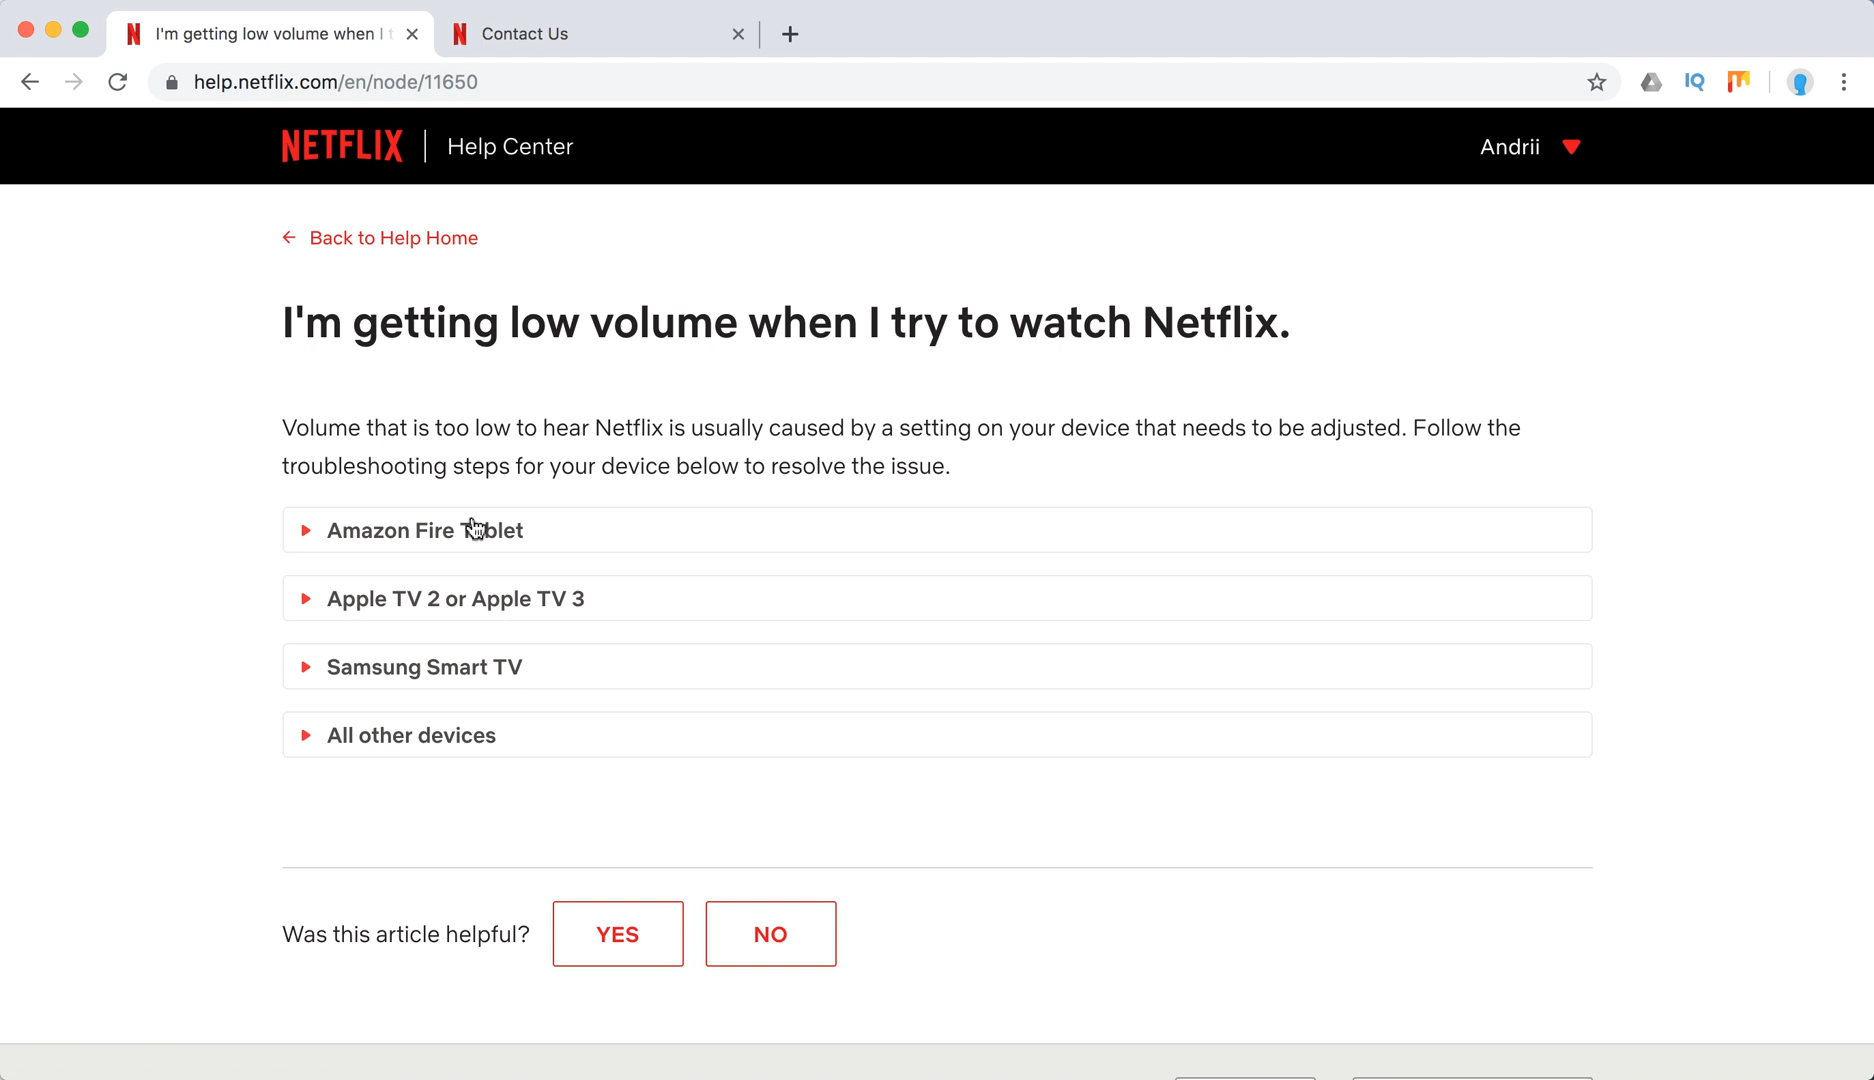 I'm getting low volume when I t
Contact Us
help.netflix.com/en/node/11650
IQ
NETFLIX Help Center
Andrii
Back to Help Home
I'm getting low volume when I try to watch Netflix.
Volume that is too low to hear Netflix is usually caused by a setting on your device that needs to be adjusted. Follow the
troubleshooting steps for your device below to resolve the issue.
Amazon Fire Tablet
Apple TV 2 or Apple TV 3
Samsung Smart TV
All other devices
Was this article helpful? YES NO